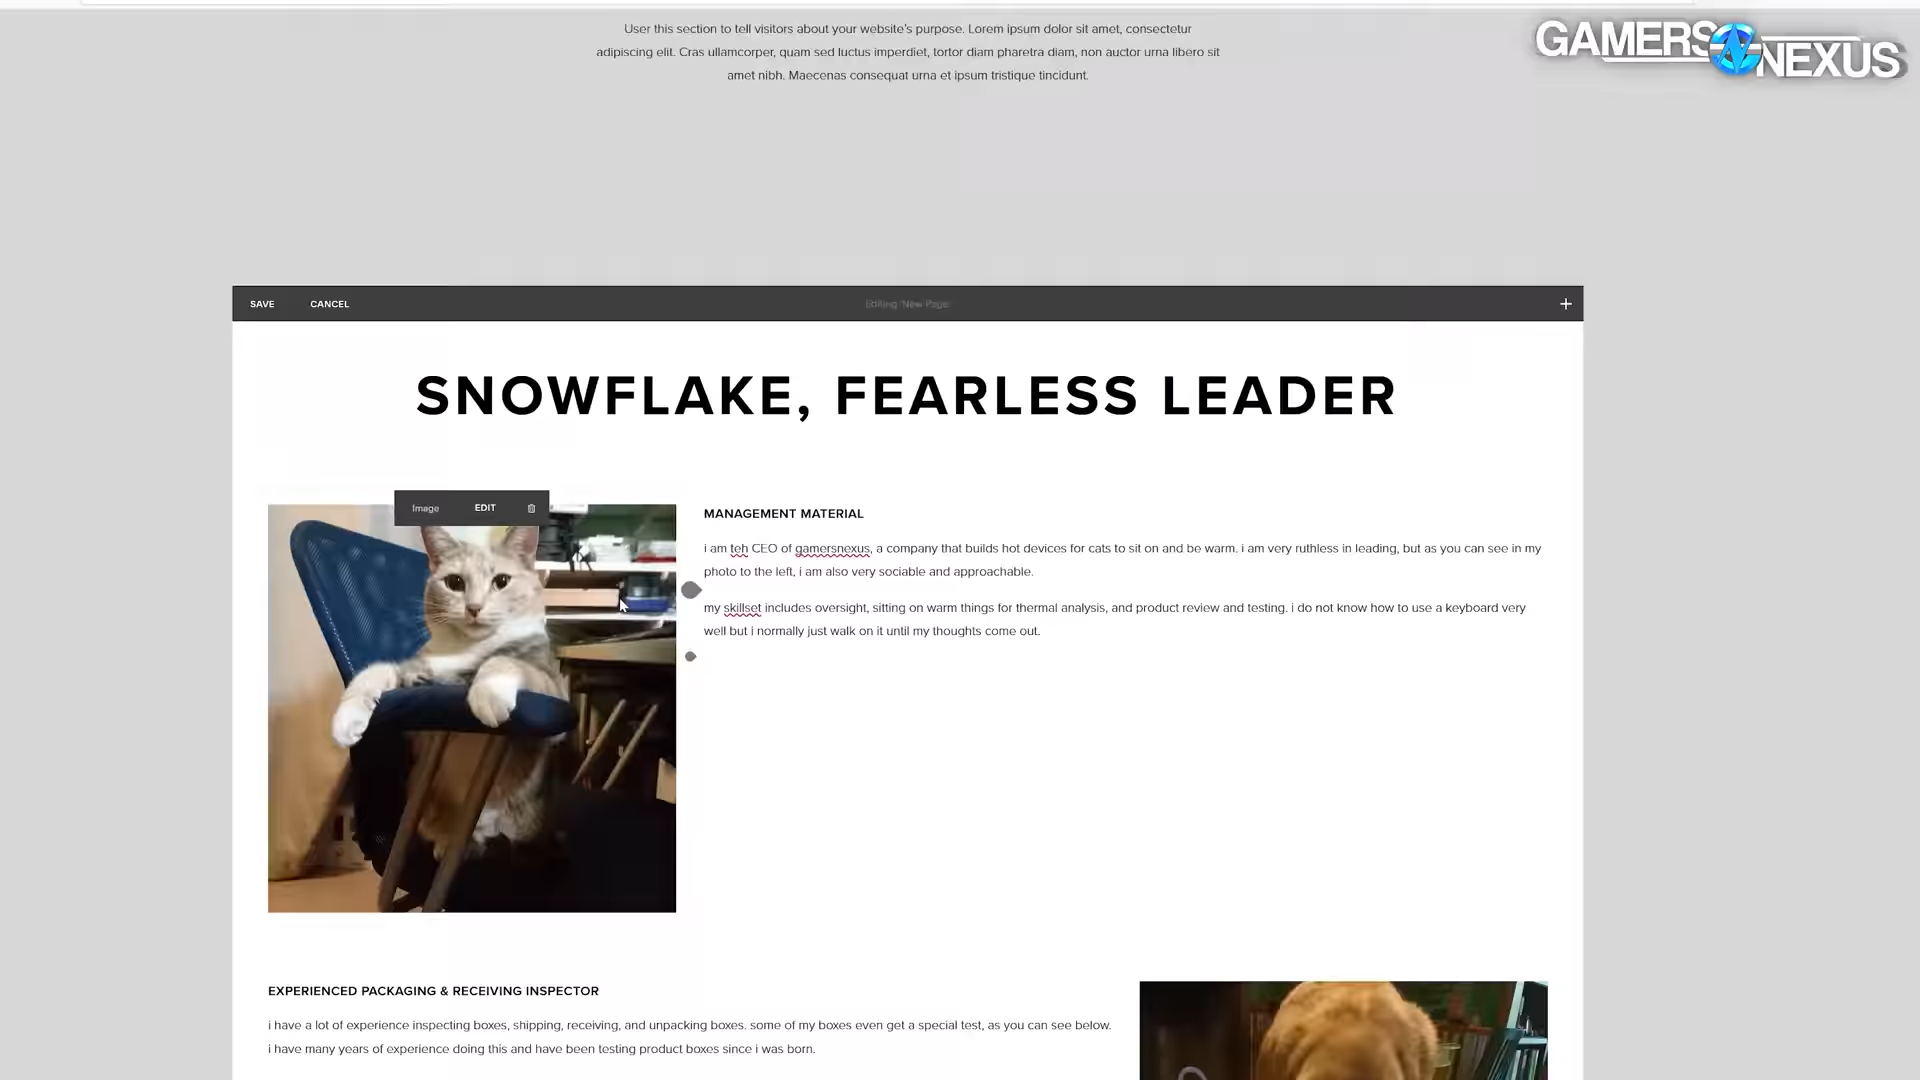 User this section to tell visitors about your website's purpose. Lorem ipsum dolor sit amet, consectetur
adipiscing elit. Cras ullamcorper, quam sed luctus imperdiet, tortor diam pharetra diam, non auctor urna libero sit
amet nibh. Maecenas consequat urna et ipsum tristique tincidunt.
GAMERS NEXUS
SAVE CANCEL Editing 'New Page' +
SNOWFLAKE, FEARLESS LEADER
Image EDIT
MANAGEMENT MATERIAL
i am teh CEO of gamersnexus, a company that builds hot devices for cats to sit on and be warm. i am very ruthless in leading, but as you can see in my
photo to the left, i am also very sociable and approachable.
my skillset includes oversight, sitting on warm things for thermal analysis, and product review and testing. i do not know how to use a keyboard very
well but i normally just walk on it until my thoughts come out.
EXPERIENCED PACKAGING & RECEIVING INSPECTOR
i have a lot of experience inspecting boxes, shipping, receiving, and unpacking boxes. some of my boxes even get a special test, as you can see below.
i have many years of experience doing this and have been testing product boxes since i was born.